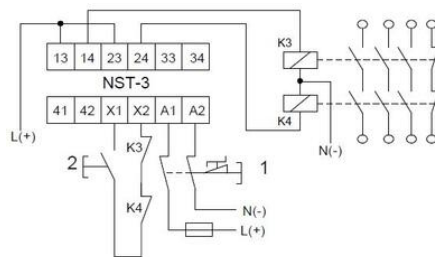 13 14 23 24 33 34
NST-3
41 42 X1 X2 A1 A2
L(+)
K3
K4
N(-)
2
K3
K4
1
N(-)
L(+)